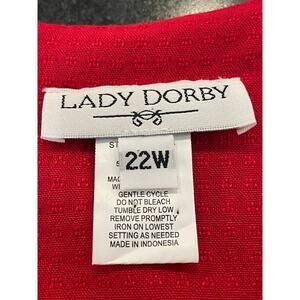 LADY DORBY
ST
22W
GENTLE CYCLE
DO NOT BLEACH
TUMBLE DRY LOW
REMOVE PROMPTLY
IRON ON LOWEST
SETTING AS NEEDED
MADE IN INDONESIA